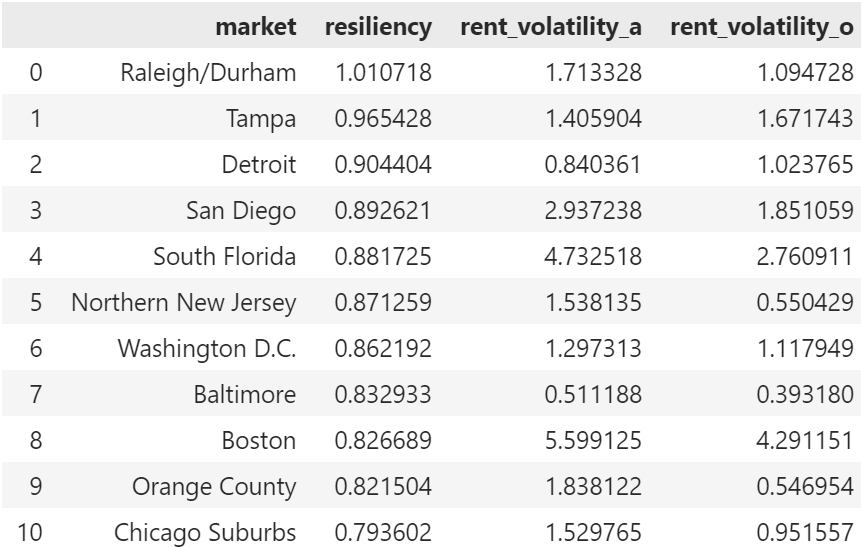 market resiliency rent_volatility_a rent_volatility_o
0 Raleigh/Durham 1.010718 1.713328 1.094728
1 Tampa 0.965428 1.405904 1.671743
2 Detroit 0.904404 0.840361 1.023765
3 San Diego 0.892621 2.937238 1.851059
4 South Florida 0.881725 4.732518 2.760911
5 Northern New Jersey 0.871259 1.538135 0.550429
6 Washington D.C. 0.862192 1.297313 1.117949
7 Baltimore 0.832933 0.511188 0.393180
8 Boston 0.826689 5.599125 4.291151
9 Orange County 0.821504 1.838122 0.546954
10 Chicago Suburbs 0.793602 1.529765 0.951557